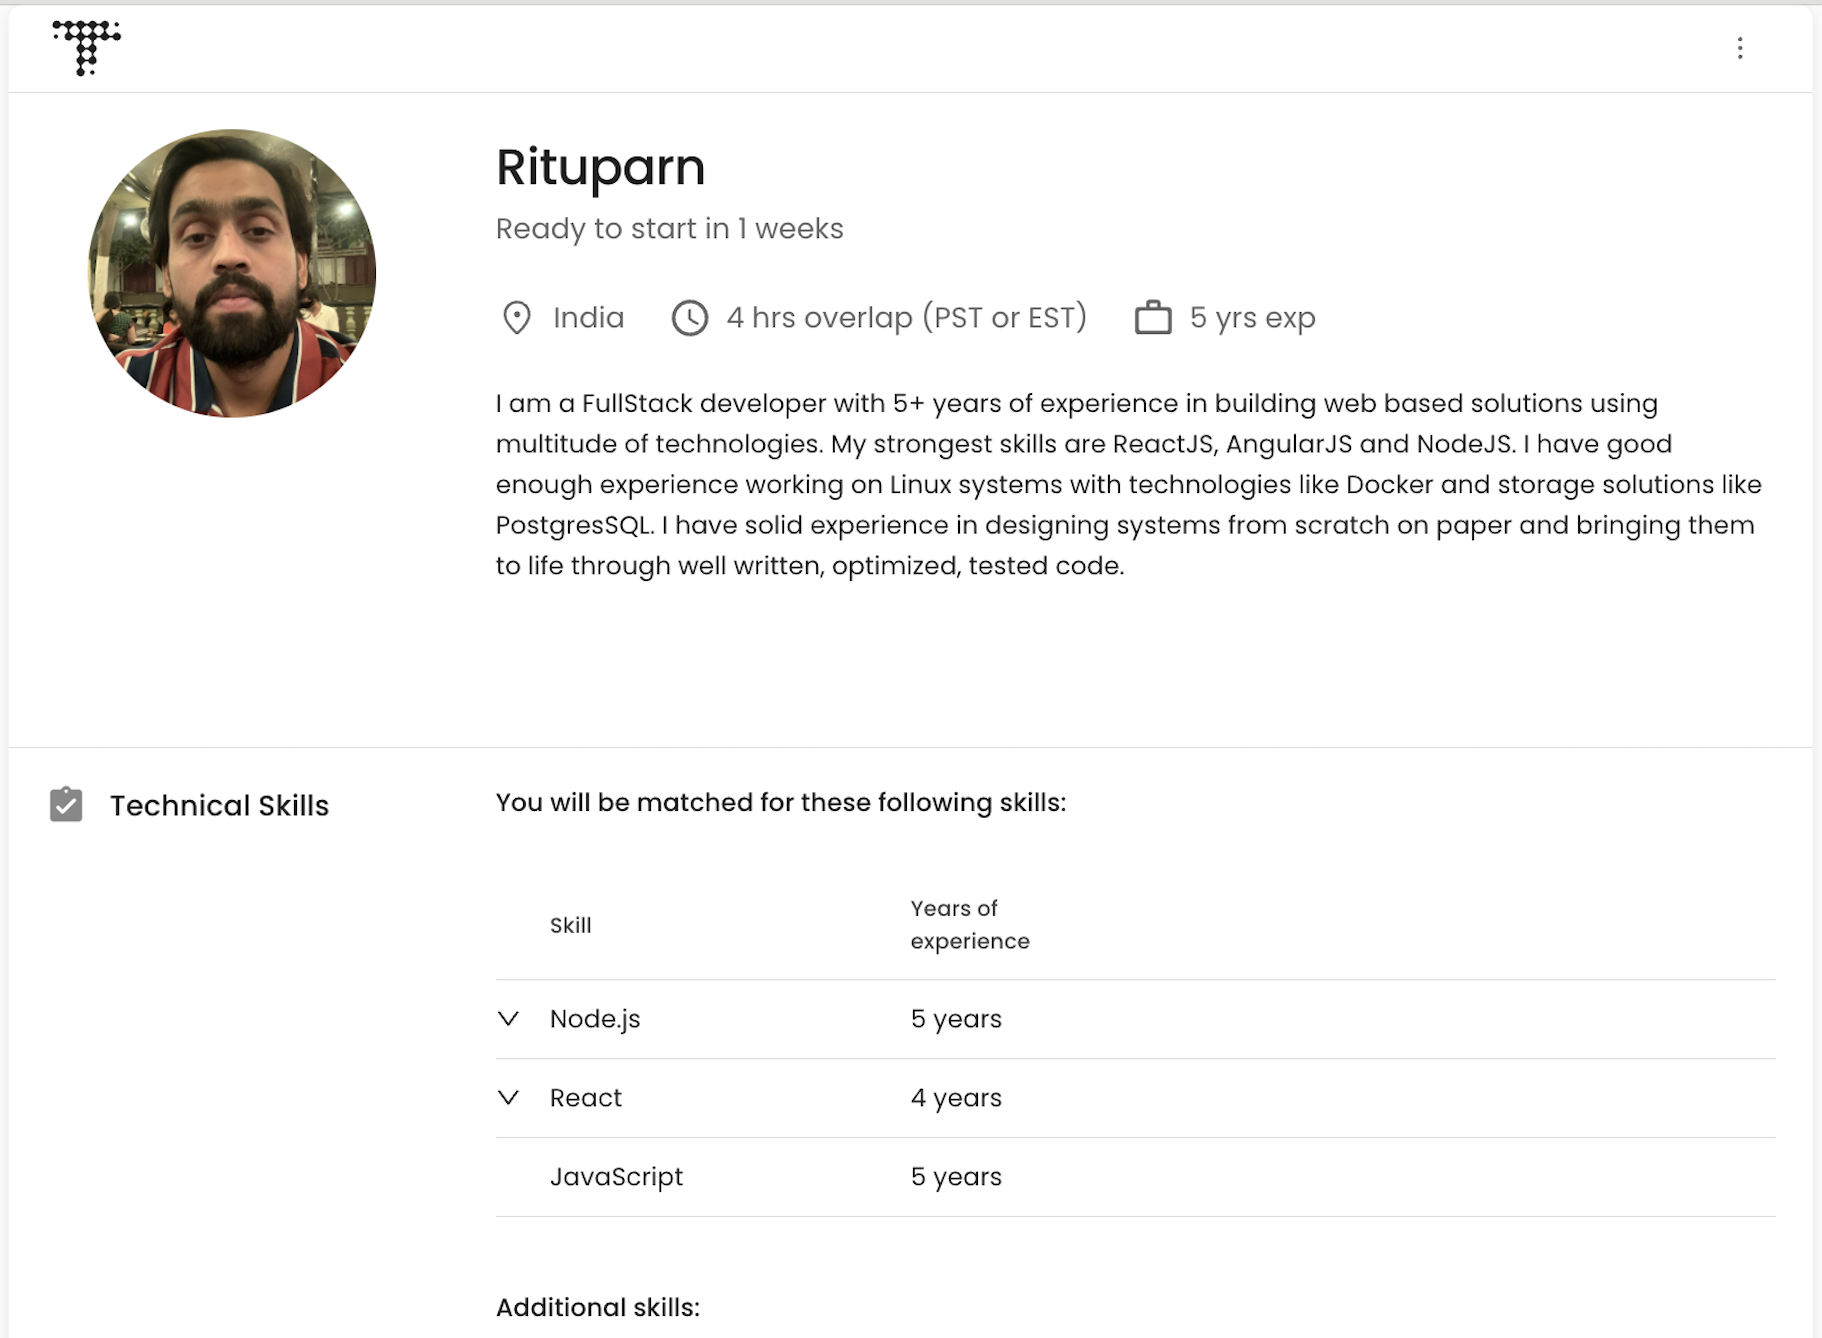 Rituparn
Ready to start in 1 weeks
India 4 hrs overlap (PST or EST) 5 yrs exp
I am a FullStack developer with 5+ years of experience in building web based solutions using
multitude of technologies. My strongest skills are ReactJS, AngularJS and NodeJS. I have good
enough experience working on Linux systems with technologies like Docker and storage solutions like
PostgresSQL. I have solid experience in designing systems from scratch on paper and bringing them
to life through well written, optimized, tested code.
Technical Skills
You will be matched for these following skills:
Skill
Years of
experience
Node.js 5 years
React 4 years
JavaScript 5 years
Additional skills: